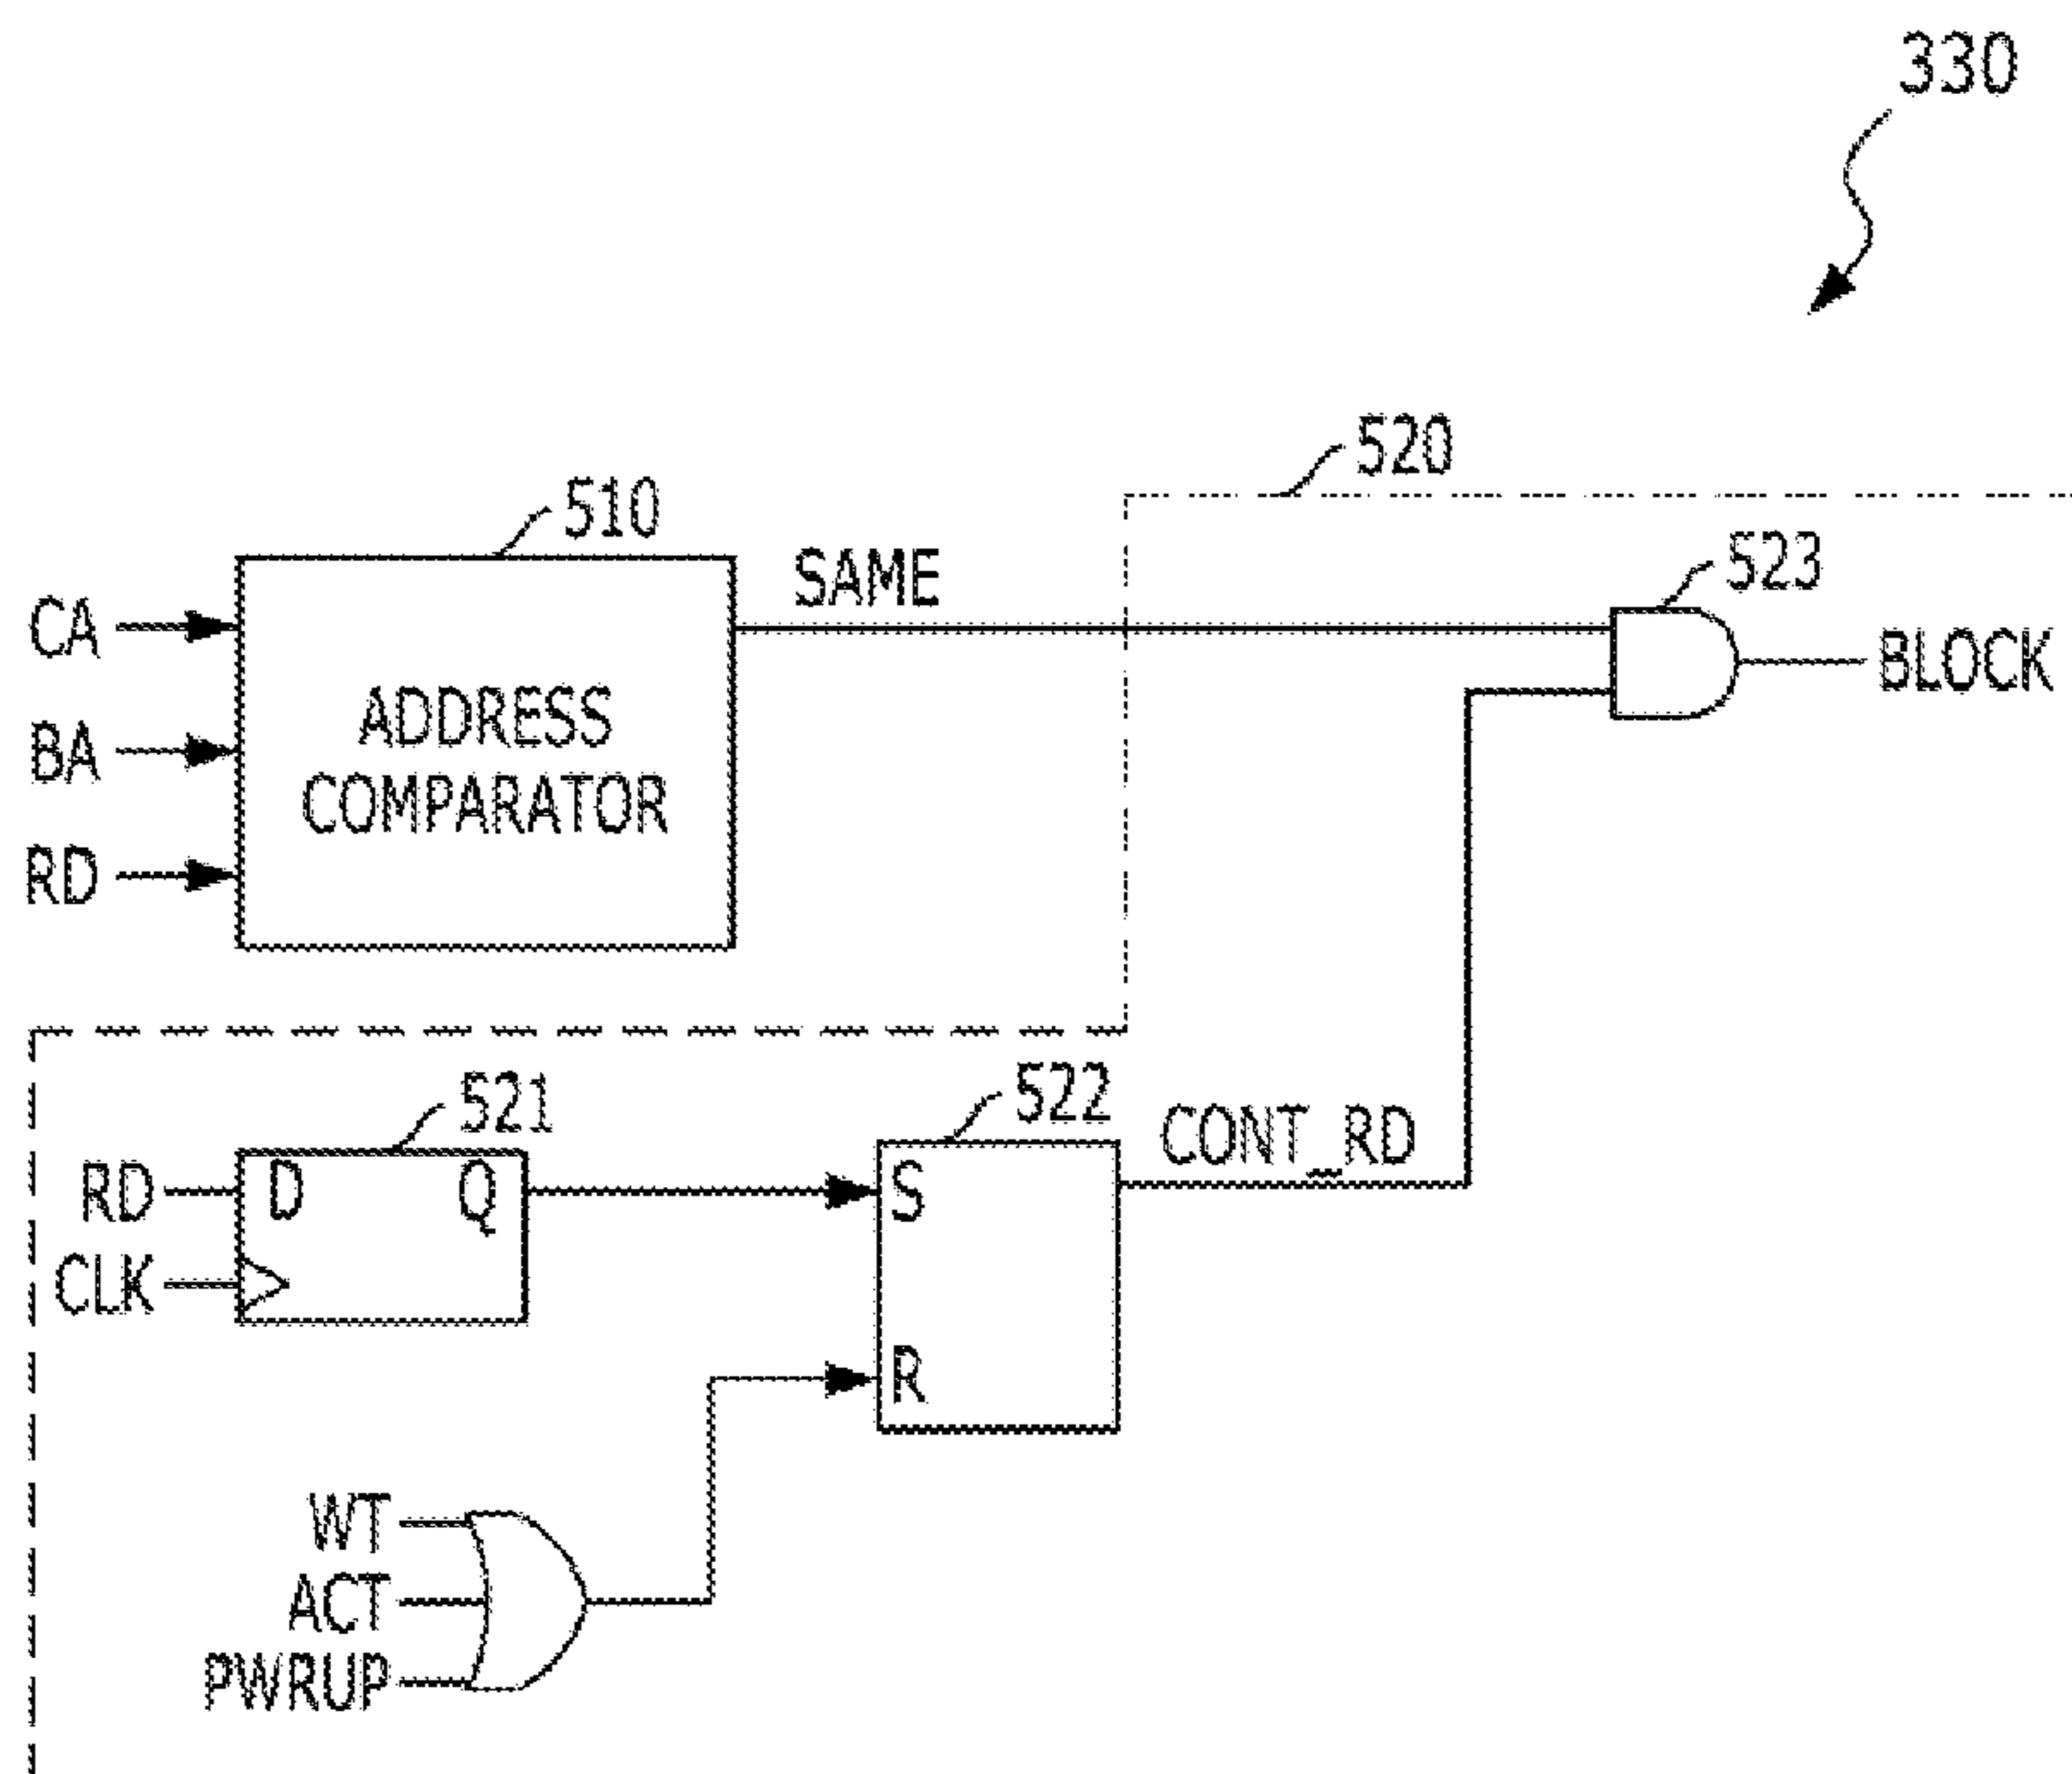 330
520
510
523
SAME
CA
BLOCK
ADDRESS
BA
COMPARATOR
RD
521
522
CONT_RD
RD
D
Q
S
CLK
R
WT
ACT
PWRUP